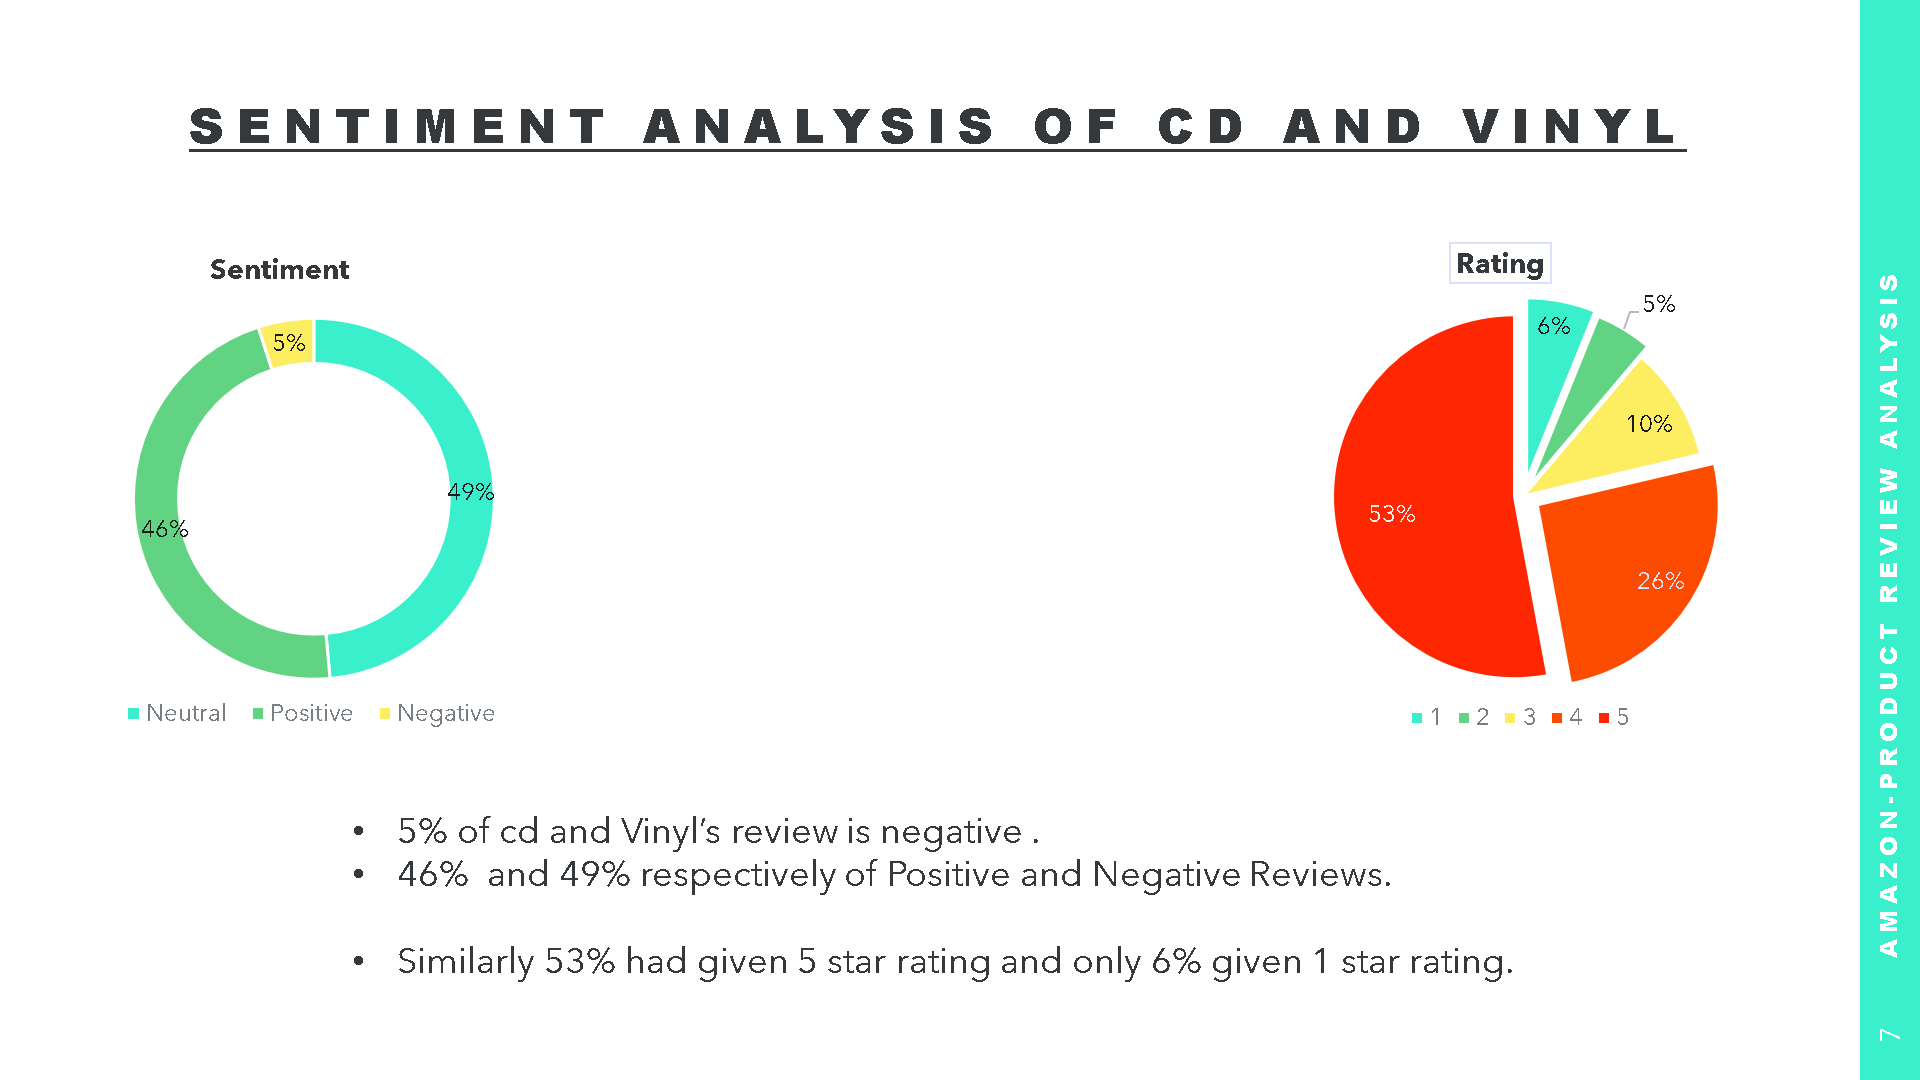 SENTIMENT ANALYSIS OF CD AND VINYL
Sentiment
5%
49%
46%
Neutral Positive Negative
Rating
5%
6%
10%
53%
26%
1 2 3 4 5
• 5% of cd and Vinyl’s review is negative .
• 46%  and 49% respectively of Positive and Negative Reviews.
• Similarly 53% had given 5 star rating and only 6% given 1 star rating.
AMAZON-PRODUCT REVIEW ANALYSIS
7